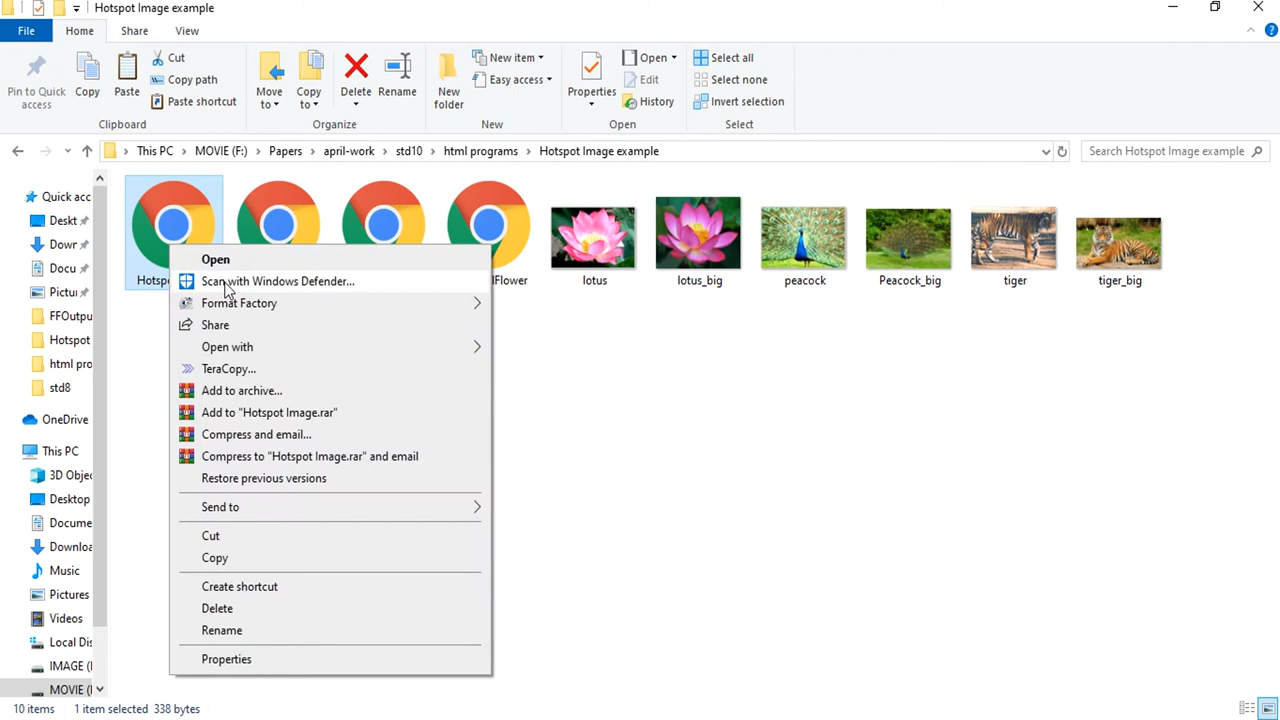 Hotspot Image example
File Home Share View
Pin to Quick access
Copy
Paste
Cut
Copy path
Paste shortcut
Clipboard
Move to
Copy to
Delete
Rename
Organize
New folder
New item
Easy access
New
Properties
Open
Edit
History
Open
Select all
Select none
Invert selection
Select
This PC MOVIE (F:) Papers april-work std10 html programs Hotspot Image example
Search Hotspot Image example
Quick acc
Deskt
Dowr
Docu
Pictu
FFOutpu
Hotspot
html pro
std8
OneDrive
This PC
3D Obje
Desktop
Docume
Downloa
Music
Pictures
Videos
Local Dis
IMAGE (
MOVIE (
Hotspo
lFlower
lotus
lotus_big
peacock
Peacock_big
tiger
tiger_big
Open
Scan with Windows Defender...
Format Factory
Share
Open with
TeraCopy...
Add to archive...
Add to "Hotspot Image.rar"
Compress and email...
Compress to "Hotspot Image.rar" and email
Restore previous versions
Send to
Cut
Copy
Create shortcut
Delete
Rename
Properties
10 items 1 item selected 338 bytes